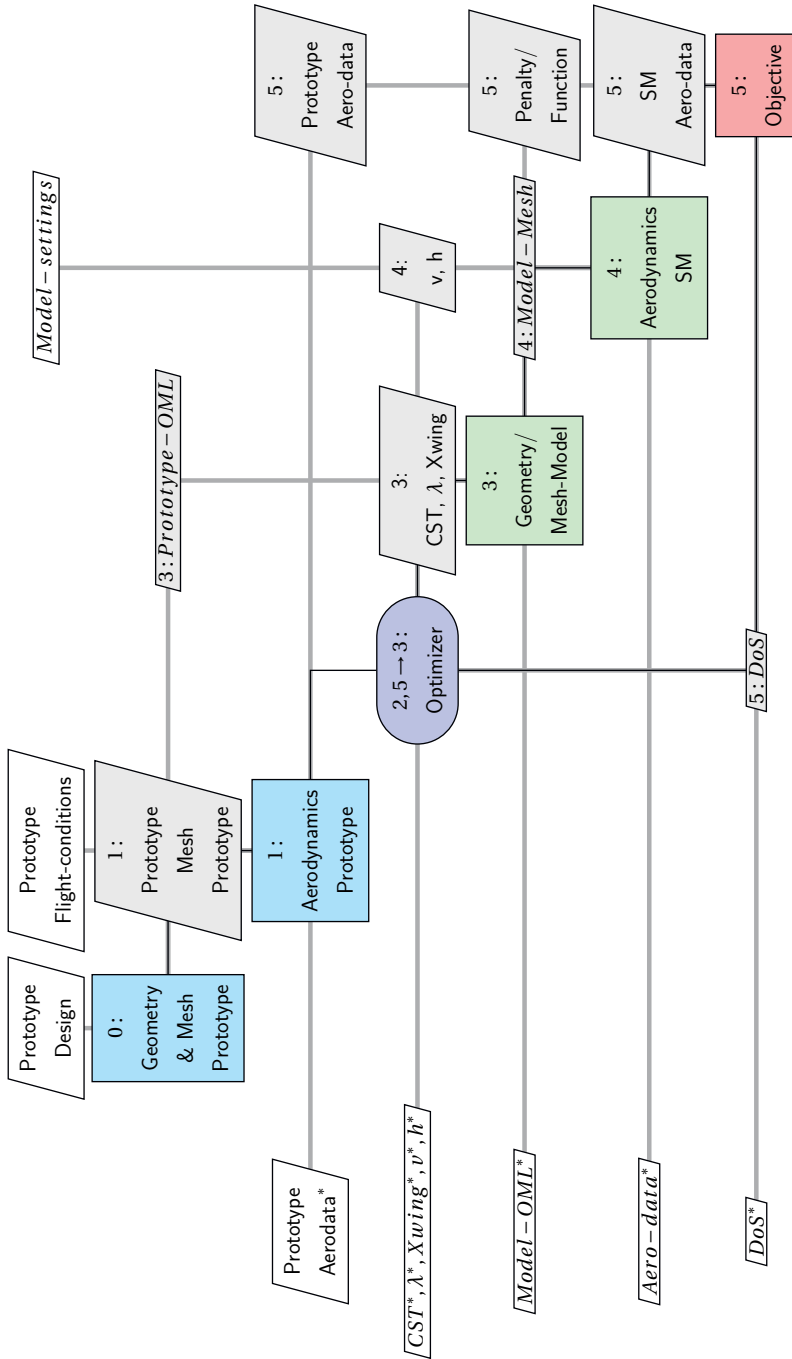 Prototype
Design
Prototype
Flight-conditions
Model−settings
0:
Geometry
& Mesh
Prototype
1:
Prototype
Mesh
Prototype
3:Prototype−OML
Prototype
Aerodata*
1:
Aerodynamics
Prototype
5:
Prototype
Aero-data
CST*,λ*,Xwing*,v*,h*
2,5→3:
Optimizer
3:
CST, λ, Xwing
4:
v, h
Model−OML*
3:
Geometry/
Mesh-Model
4:Model−Mesh
5:
Penalty/
Function
Aero−data*
4:
Aerodynamics
SM
5:
SM
Aero-data
DoS*
5:DoS
5:
Objective